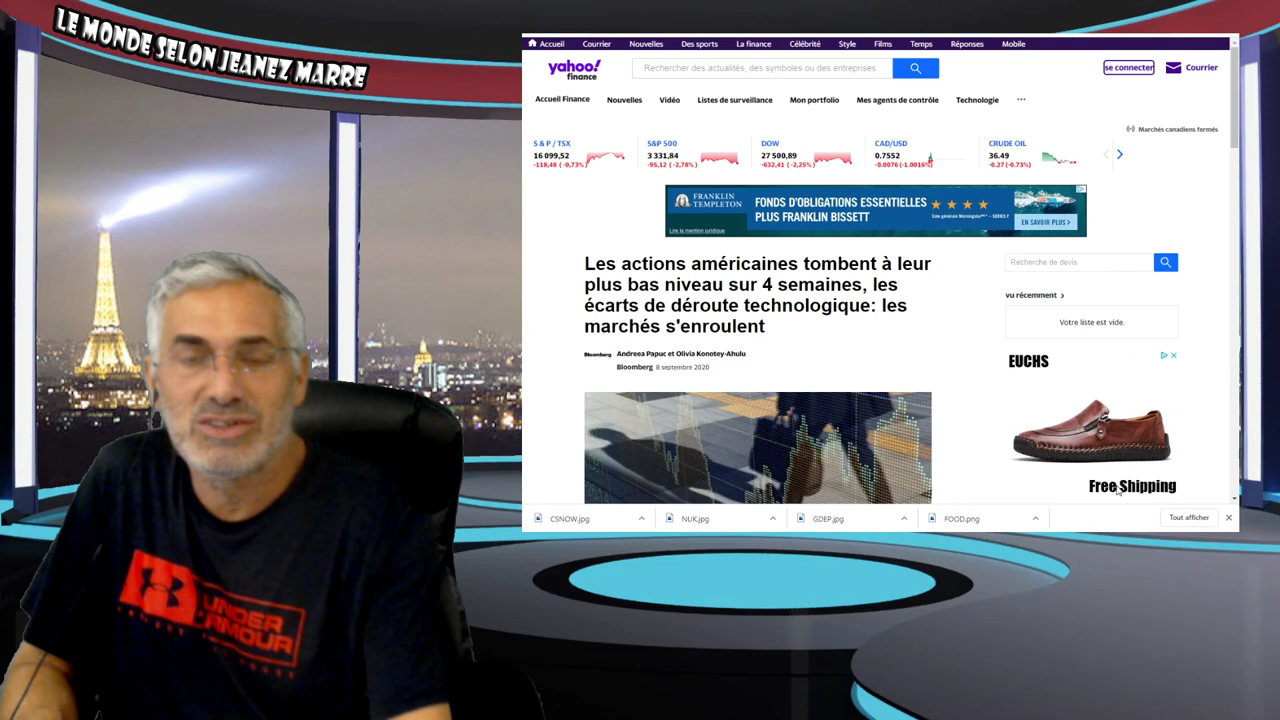 LE MONDE SELON JEANEZ MARRE
Accueil Courrier Nouvelles Des sports La finance Célébrité Style Films Temps Réponses Mobile
yahoo!
finance
Rechercher des actualités, des symboles ou des entreprises
se connecter Courrier
Accueil Finance Nouvelles Vidéo Listes de surveillance Mon portfolio Mes agents de contrôle Technologie ...
Marchés canadiens fermés
S & P / TSX S&P 500 DOW CAD/USD CRUDE OIL
16 099,52 3 331,84 27 500,89 0.7552 36.49
-118,48 (-0,73%) -95,12 (-2,78%) -632,41 (-2,25%) -0.0076 (-1.0016%) -0.27 (-0.73%)
FRANKLIN
TEMPLETON
FONDS D'OBLIGATIONS ESSENTIELLES
PLUS FRANKLIN BISSETT
Lire la mention juridique
EN SAVOIR PLUS >
Les actions américaines tombent à leur
plus bas niveau sur 4 semaines, les
écarts de déroute technologique: les
marchés s'enroulent
Bloomberg Andreea Papuc et Olivia Konotey-Ahulu
Bloomberg 8 septembre 2020
Recherche de devis
vu récemment >
Votre liste est vide.
EUCHS
Free Shipping
CSNOW.jpg NUK.jpg GDEP.jpg FOOD.png Tout afficher
UNDER
ARMOUR